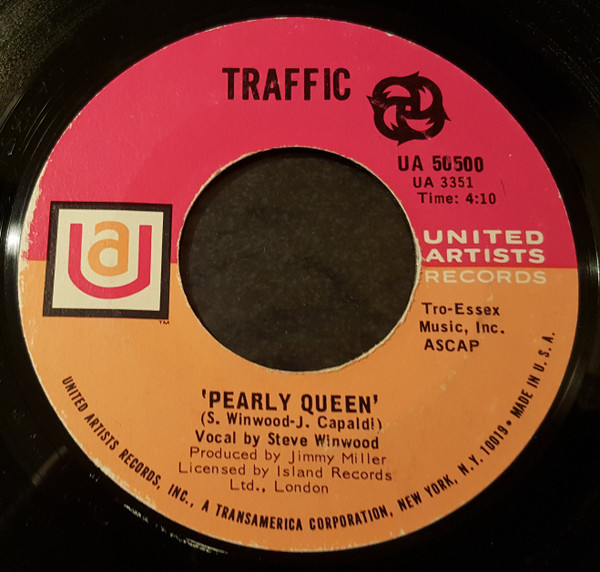 TRAFFIC
UA 50500
UA 3351
Time: 4:10
ua
TM
UNITED
ARTISTS
RECORDS
Tro-Essex
Music, Inc.
ASCAP
'PEARLY QUEEN'
(S. Winwood-J. Capaldi)
Vocal by Steve Winwood
Produced by Jimmy Miller
Licensed by Island Records
Ltd., London
UNITED ARTISTS RECORDS, INC., A TRANSAMERICA CORPORATION, NEW YORK, N.Y. 10019 • MADE IN U.S.A.